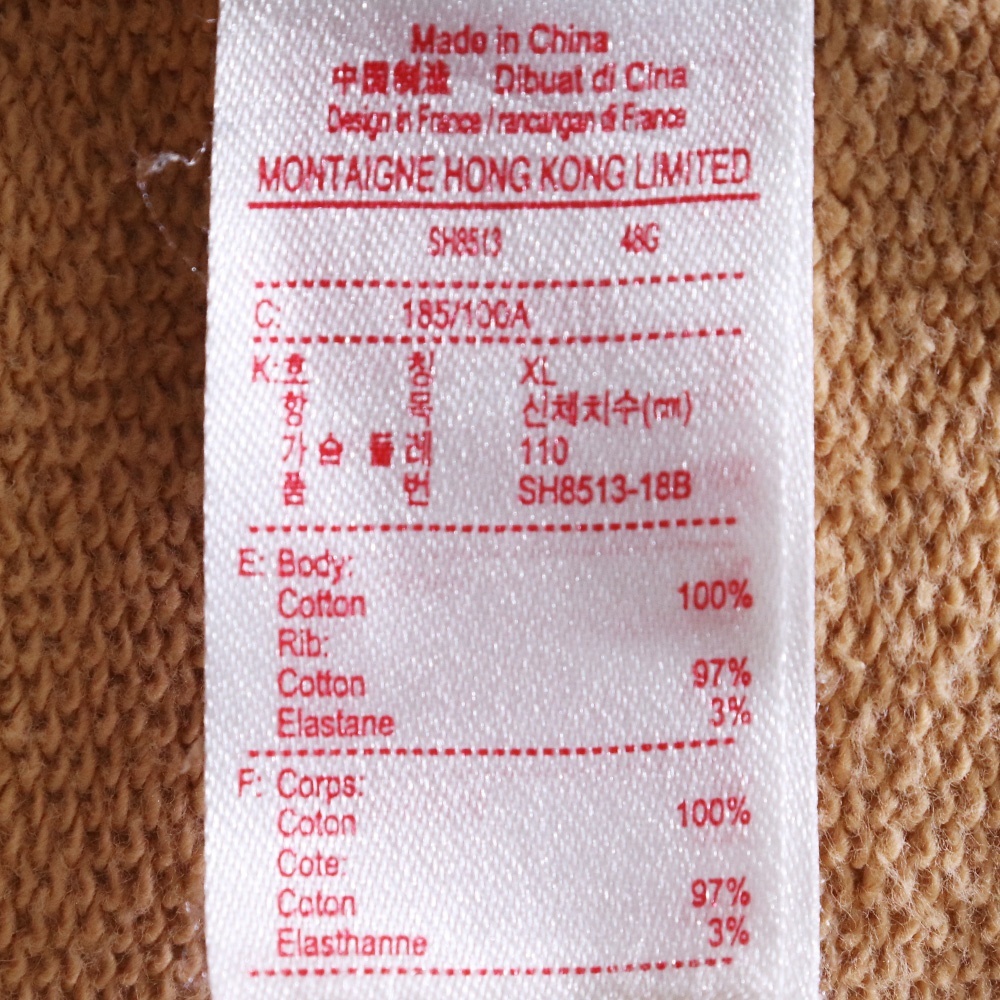 Made in China
中国制造 Dibuat di Cina
Design in France / rancangan di France
MONTAIGNE HONG KONG LIMITED
SH8513 48G
C: 185/100A
K: 호 칭 XL
항 목 신체치수(cm)
가 슴 둘 레 110
품 번 SH8513-18B
E: Body:
Cotton 100%
Rib:
Cotton 97%
Elastane 3%
F: Corps:
Coton 100%
Cote:
Coton 97%
Elasthanne 3%